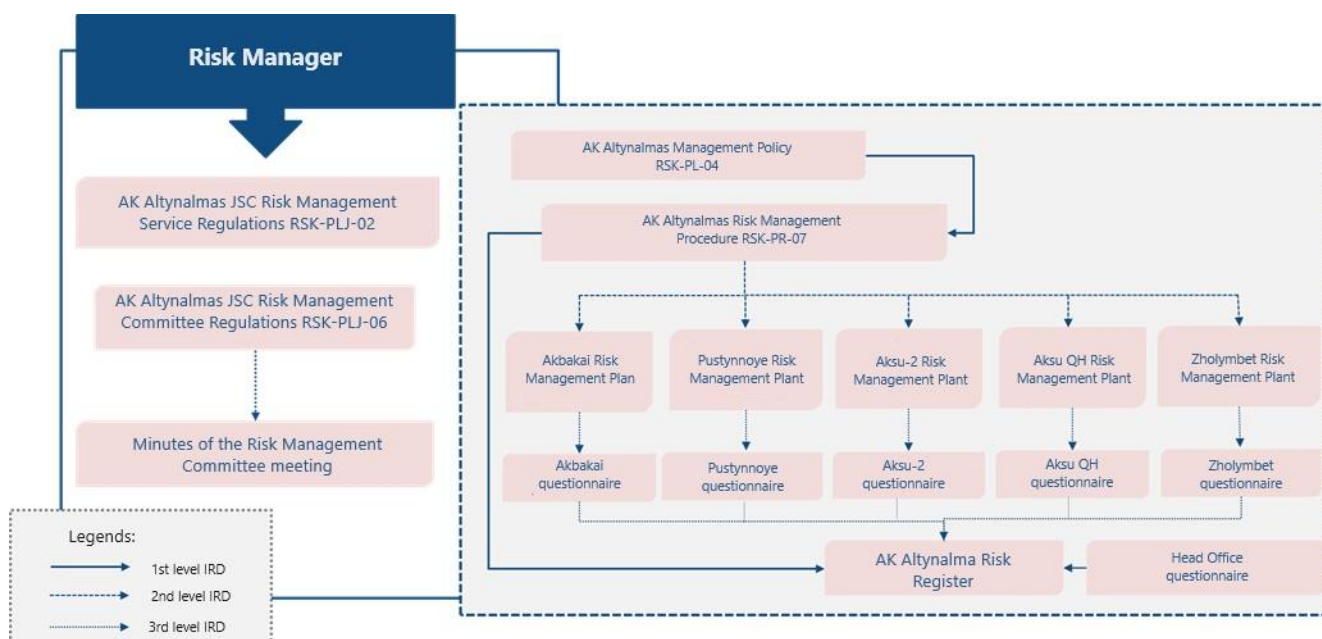 Risk Manager
AK Altynalmas JSC Risk Management
Service Regulations RSK-PLJ-02
AK Altynalmas JSC Risk Management
Committee Regulations RSK-PLJ-06
Minutes of the Risk Management
Committee meeting
Legends:
1st level IRD
2nd level IRD
3rd level IRD
AK Altynalmas Management Policy
RSK-PL-04
AK Altynalmas Risk Management
Procedure RSK-PR-07
Akbakai Risk
Management Plan
Pustynnoye Risk
Management Plant
Aksu-2 Risk
Management Plant
Aksu QH Risk
Management Plant
Zholymbet Risk
Management Plant
Akbakai
questionnaire
Pustynnoye
questionnaire
Aksu-2
questionnaire
Aksu QH
questionnaire
Zholymbet
questionnaire
AK Altynalma Risk
Register
Head Office
questionnaire